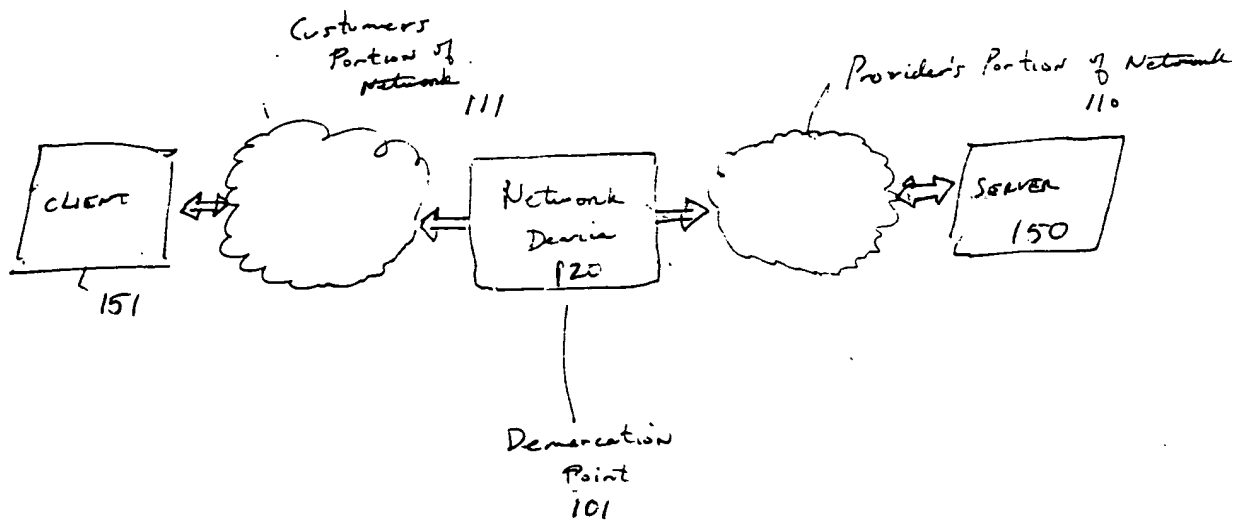 Customers
Portion of
Network
111
Provider's Portion of Network
110
CLIENT
151
Network
Device
120
SERVER
150
Demarcation
Point
101